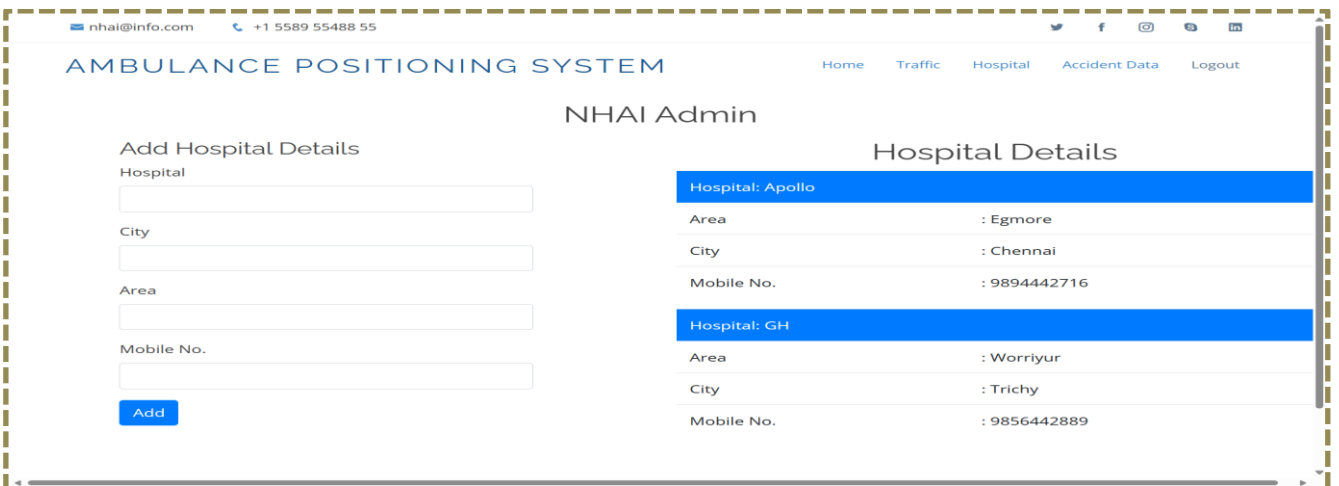 nhai@info.com +1 5589 55488 55
AMBULANCE POSITIONING SYSTEM Home Traffic Hospital Accident Data Logout
NHAI Admin
Add Hospital Details
Hospital
City
Area
Mobile No.
Add
Hospital Details
Hospital: Apollo
Area : Egmore
City : Chennai
Mobile No. : 9894442716
Hospital: GH
Area : Worriyur
City : Trichy
Mobile No. : 9856442889